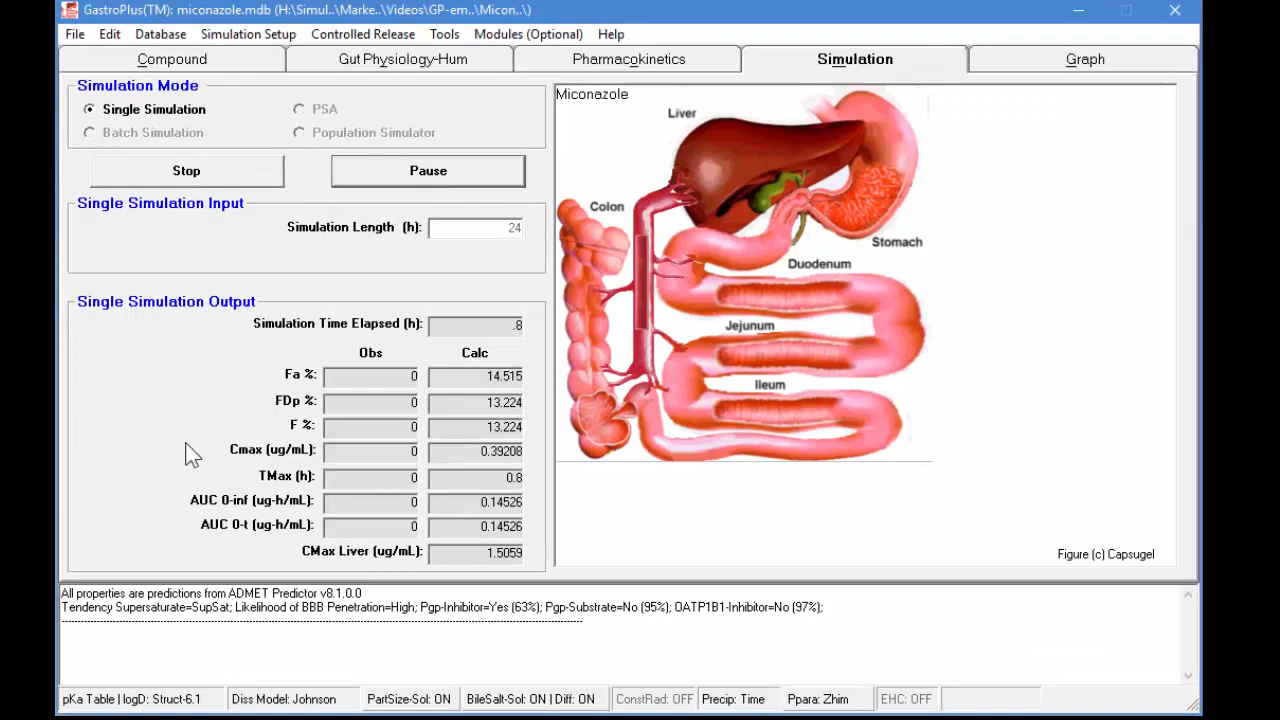 GastroPlus(TM): miconazole.mdb (H:\Simul..\Marke..\Videos\GP-em..\Micon..\)
File Edit Database Simulation Setup Controlled Release Tools Modules (Optional) Help
Compound Gut Physiology-Hum Pharmacokinetics Simulation Graph
Simulation Mode
Single Simulation PSA
Batch Simulation Population Simulator
Stop Pause
Single Simulation Input
Simulation Length (h): 24
Single Simulation Output
Simulation Time Elapsed (h): .8
Obs Calc
Fa %: 0 14.515
FDp %: 0 13.224
F %: 0 13.224
Cmax (ug/mL): 0 0.39208
TMax (h): 0 0.8
AUC 0-inf (ug-h/mL): 0 0.14526
AUC 0-t (ug-h/mL): 0 0.14526
CMax Liver (ug/mL): 1.5059
Miconazole
Liver
Colon
Stomach
Duodenum
Jejunum
Ileum
Figure (c) Capsugel
All properties are predictions from ADMET Predictor v8.1.0.0
Tendency Supersaturate=SupSat; Likelihood of BBB Penetration=High; Pgp-Inhibitor=Yes (63%); Pgp-Substrate=No (95%); OATP1B1-Inhibitor=No (97%);
pKa Table | logD: Struct-6.1 Diss Model: Johnson PartSize-Sol: ON BileSalt-Sol: ON | Diff: ON ConstRad: OFF Precip: Time Ppara: Zhim EHC: OFF